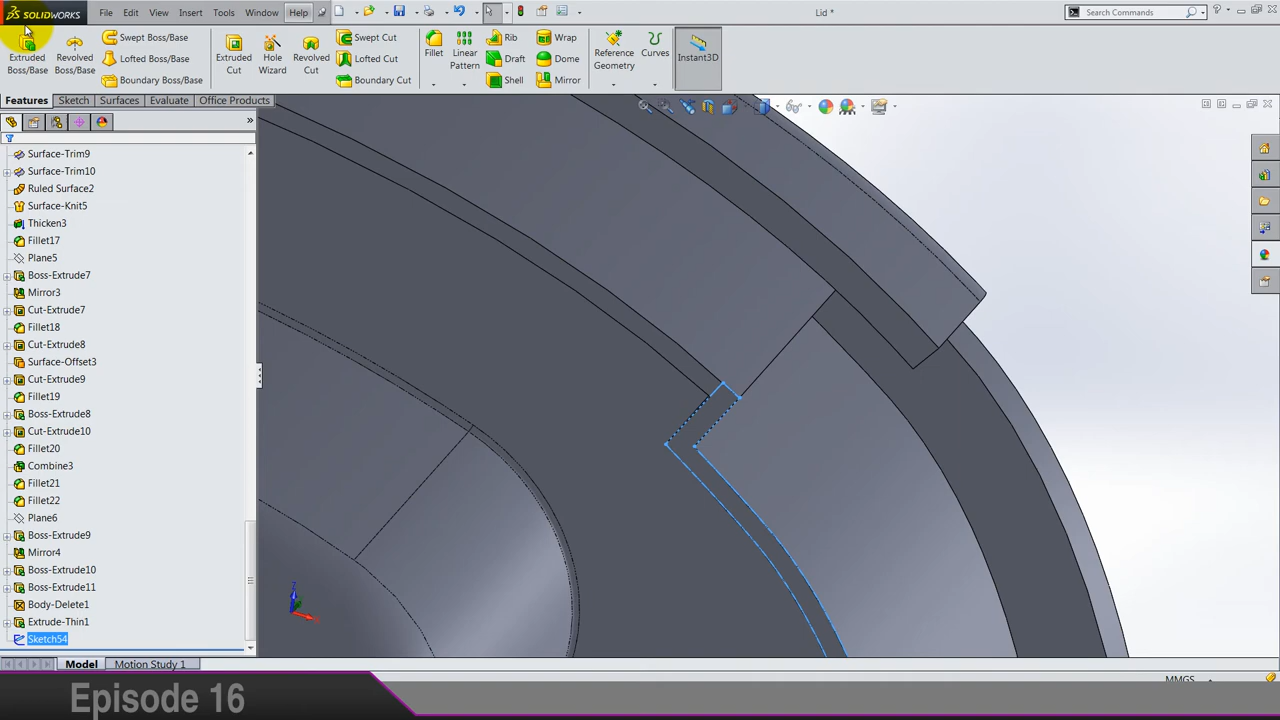 SOLIDWORKS File Edit View Insert Tools Window Help Lid * Search Commands
Extruded Boss/Base
Revolved Boss/Base
Swept Boss/Base
Lofted Boss/Base
Boundary Boss/Base
Extruded Cut
Hole Wizard
Revolved Cut
Swept Cut
Lofted Cut
Boundary Cut
Fillet
Linear Pattern
Rib
Draft
Shell
Wrap
Dome
Mirror
Reference Geometry
Curves
Instant3D
Features Sketch Surfaces Evaluate Office Products
Surface-Trim9
Surface-Trim10
Ruled Surface2
Surface-Knit5
Thicken3
Fillet17
Plane5
Boss-Extrude7
Mirror3
Cut-Extrude7
Fillet18
Cut-Extrude8
Surface-Offset3
Cut-Extrude9
Fillet19
Boss-Extrude8
Cut-Extrude10
Fillet20
Combine3
Fillet21
Fillet22
Plane6
Boss-Extrude9
Mirror4
Boss-Extrude10
Boss-Extrude11
Body-Delete1
Extrude-Thin1
Sketch54
Model Motion Study 1
MMGS
Episode 16